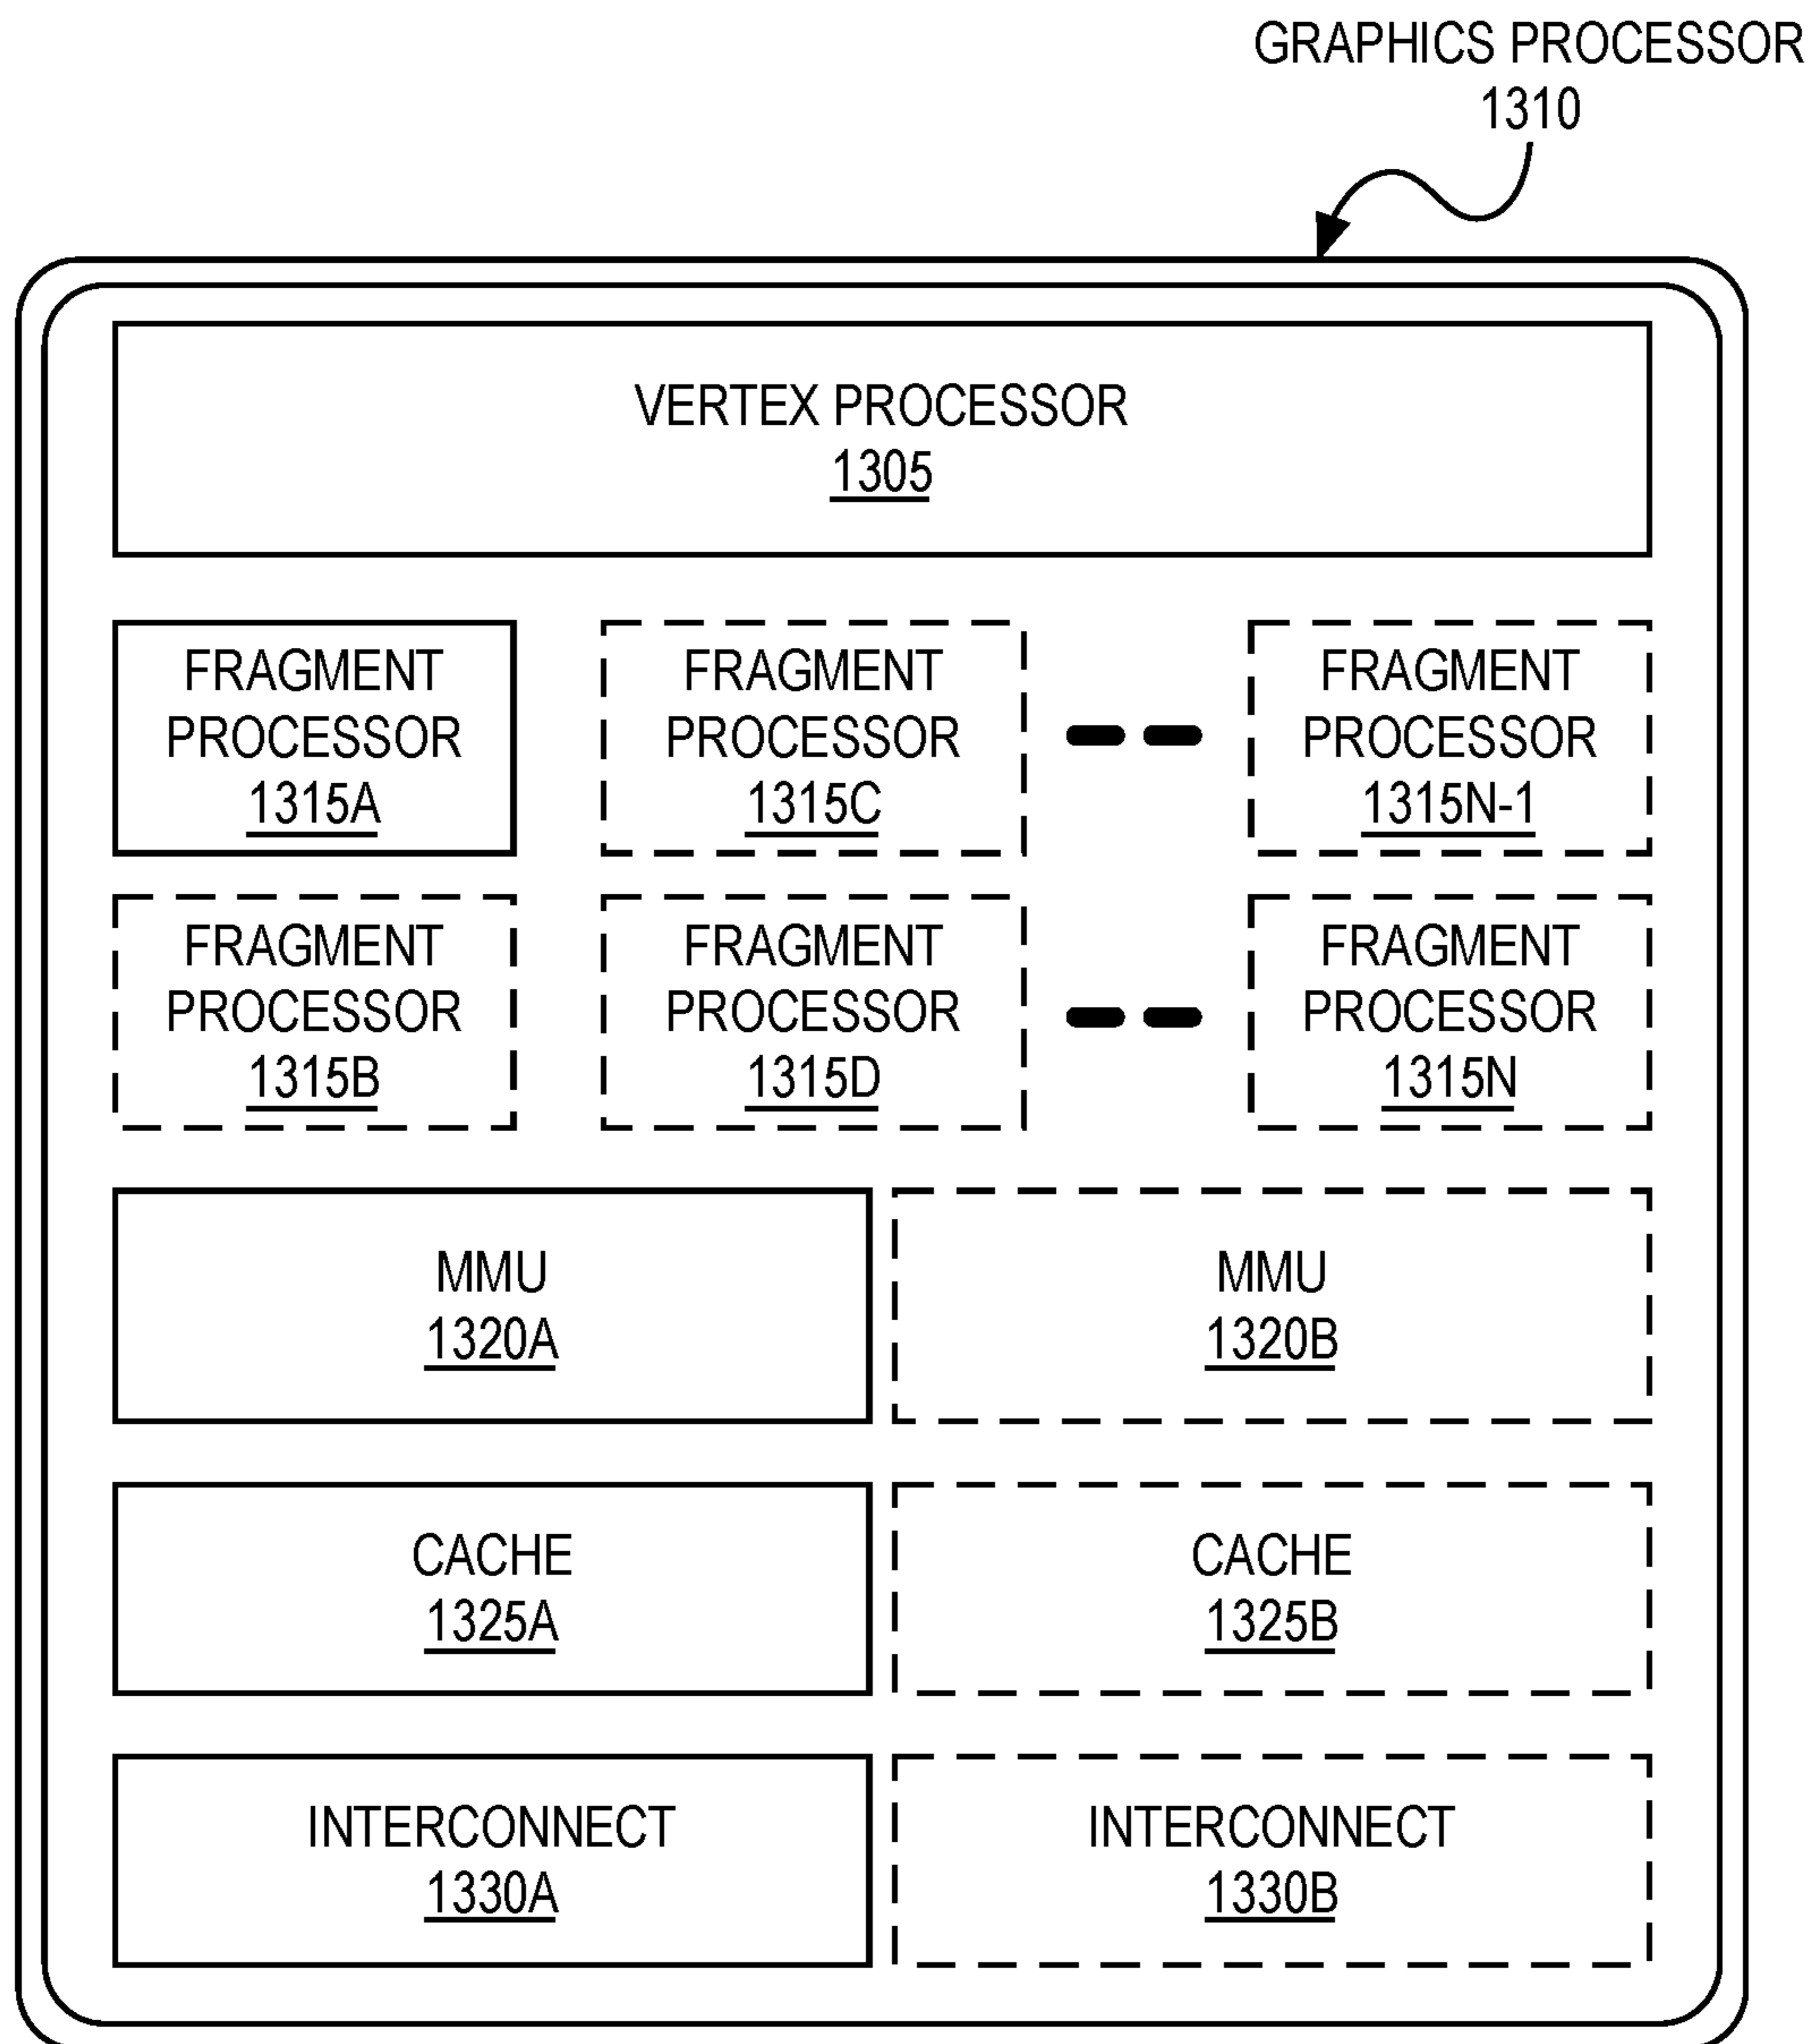 GRAPHICS PROCESSOR
1310
VERTEX PROCESSOR
1305
FRAGMENT
PROCESSOR
1315A
FRAGMENT
PROCESSOR
1315C
FRAGMENT
PROCESSOR
1315N-1
FRAGMENT
PROCESSOR
1315B
FRAGMENT
PROCESSOR
1315D
FRAGMENT
PROCESSOR
1315N
MMU
1320A
MMU
1320B
CACHE
1325A
CACHE
1325B
INTERCONNECT
1330A
INTERCONNECT
1330B